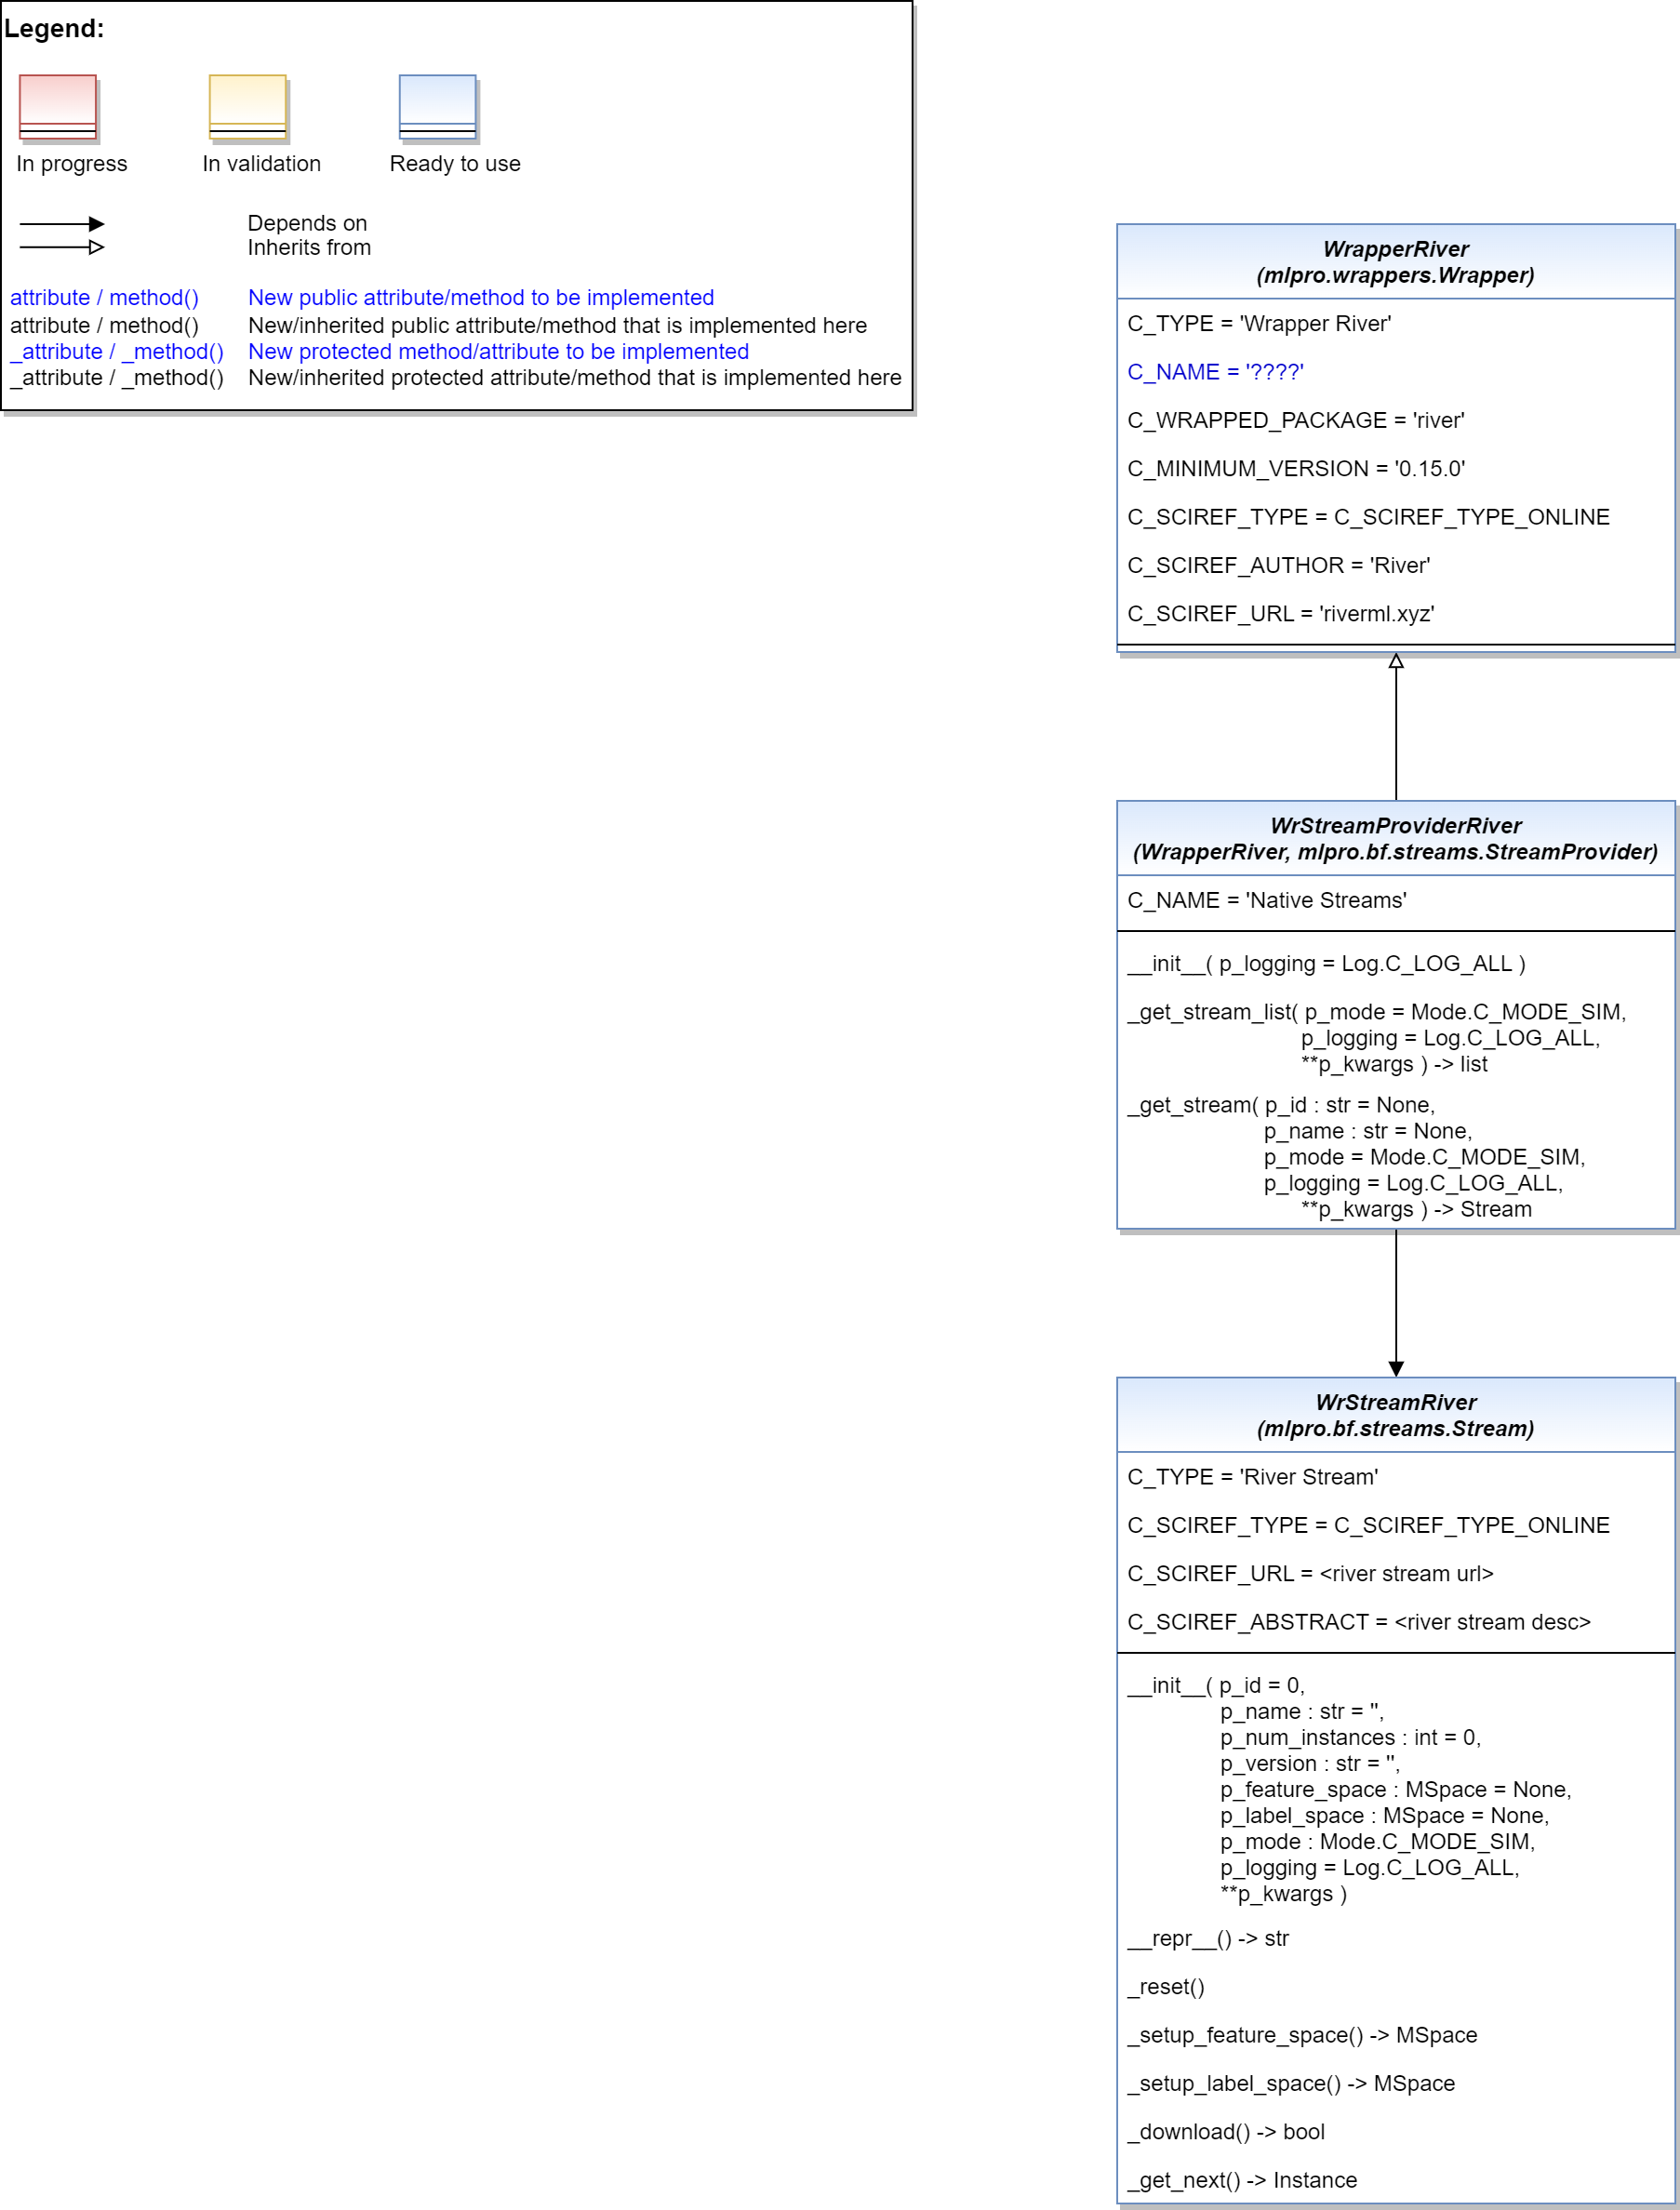 Legend:
In progress
In validation
Ready to use
Depends on
Inherits from
attribute / method() New public attribute/method to be implemented
attribute / method() New/inherited public attribute/method that is implemented here
_attribute / _method() New protected method/attribute to be implemented
_attribute / _method() New/inherited protected attribute/method that is implemented here
WrapperRiver
(mlpro.wrappers.Wrapper)
C_TYPE = 'Wrapper River'
C_NAME = '????'
C_WRAPPED_PACKAGE = 'river'
C_MINIMUM_VERSION = '0.15.0'
C_SCIREF_TYPE = C_SCIREF_TYPE_ONLINE
C_SCIREF_AUTHOR = 'River'
C_SCIREF_URL = 'riverml.xyz'
WrStreamProviderRiver
(WrapperRiver, mlpro.bf.streams.StreamProvider)
C_NAME = 'Native Streams'
__init__( p_logging = Log.C_LOG_ALL )
_get_stream_list( p_mode = Mode.C_MODE_SIM,
p_logging = Log.C_LOG_ALL,
**p_kwargs ) -> list
_get_stream( p_id : str = None,
p_name : str = None,
p_mode = Mode.C_MODE_SIM,
p_logging = Log.C_LOG_ALL,
**p_kwargs ) -> Stream
WrStreamRiver
(mlpro.bf.streams.Stream)
C_TYPE = 'River Stream'
C_SCIREF_TYPE = C_SCIREF_TYPE_ONLINE
C_SCIREF_URL = <river stream url>
C_SCIREF_ABSTRACT = <river stream desc>
__init__( p_id = 0,
p_name : str = '',
p_num_instances : int = 0,
p_version : str = '',
p_feature_space : MSpace = None,
p_label_space : MSpace = None,
p_mode : Mode.C_MODE_SIM,
p_logging = Log.C_LOG_ALL,
**p_kwargs )
__repr__() -> str
_reset()
_setup_feature_space() -> MSpace
_setup_label_space() -> MSpace
_download() -> bool
_get_next() -> Instance